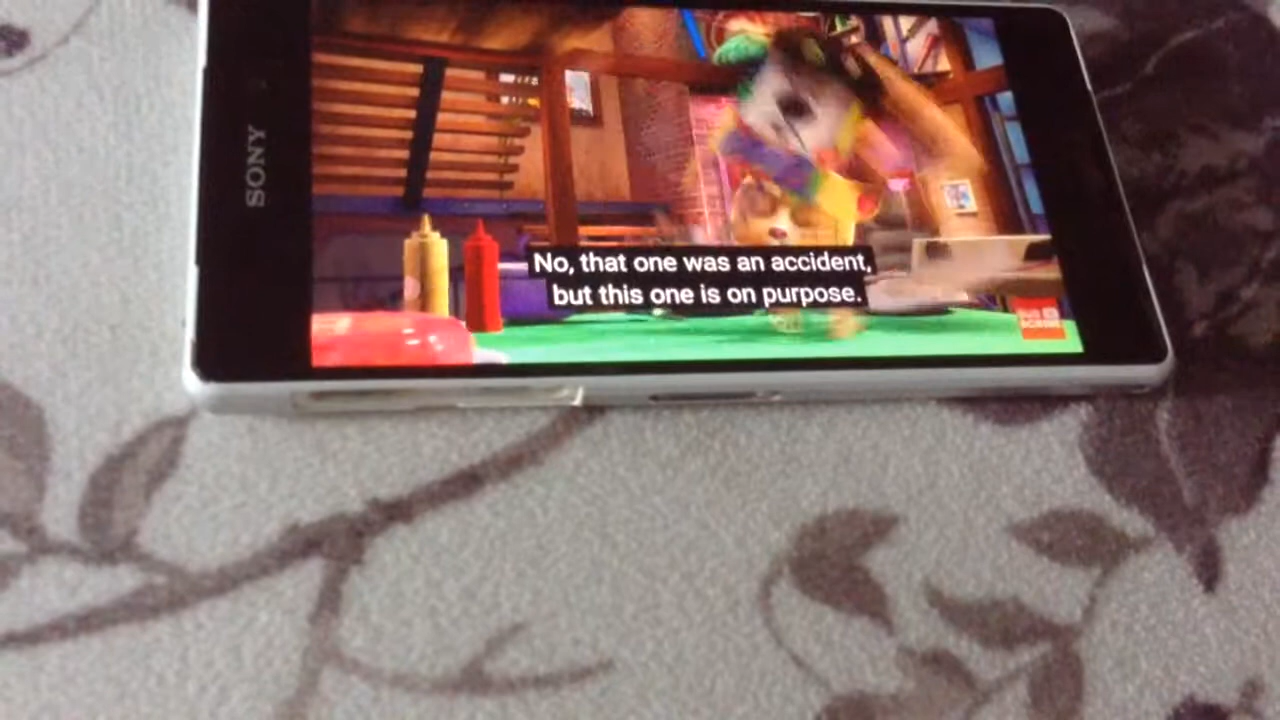 SONY
No, that one was an accident,
but this one is on purpose.